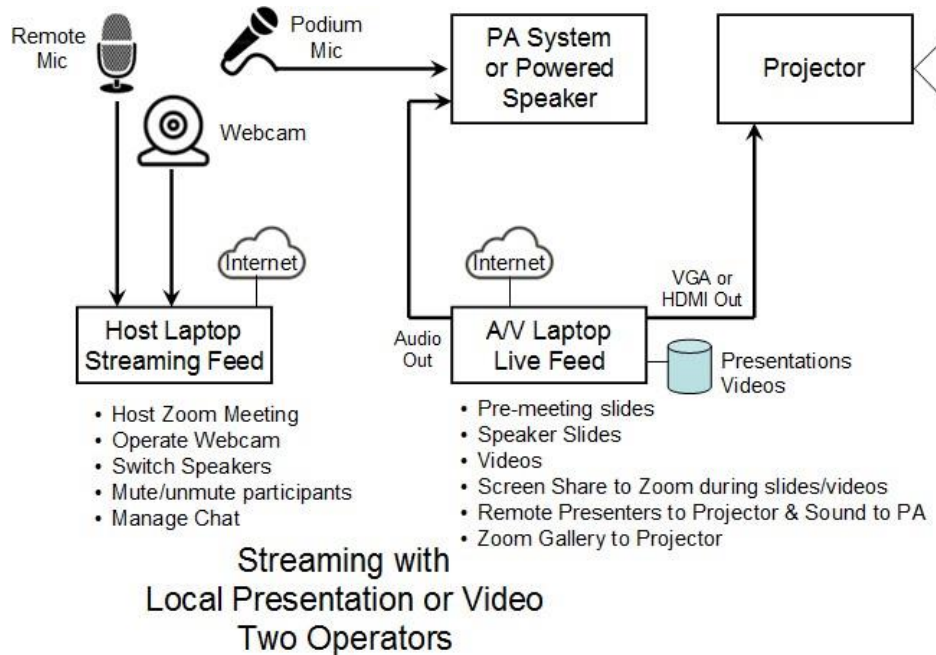 Remote
Mic
Podium
Mic
PA System
or Powered
Speaker
Projector
Webcam
Internet
Internet
VGA or
HDMI Out
Host Laptop
Streaming Feed
Audio
Out
A/V Laptop
Live Feed
Presentations
Videos
• Host Zoom Meeting
• Operate Webcam
• Switch Speakers
• Mute/unmute participants
• Manage Chat
• Pre-meeting slides
• Speaker Slides
• Videos
• Screen Share to Zoom during slides/videos
• Remote Presenters to Projector & Sound to PA
• Zoom Gallery to Projector
Streaming with
Local Presentation or Video
Two Operators